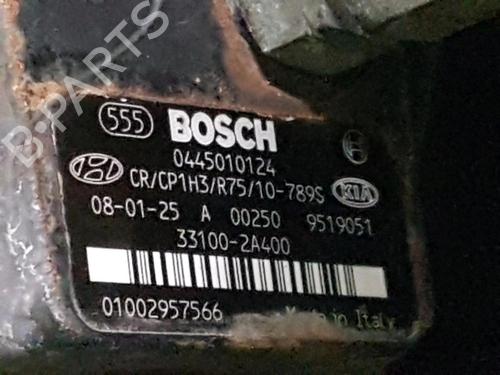 B-PARTS
555 BOSCH
0445010124
CR/CP1H3/R75/10-789S KIA
08-01-25 A 00250 9519051
33100-2A400
01002957566 Made in Italy